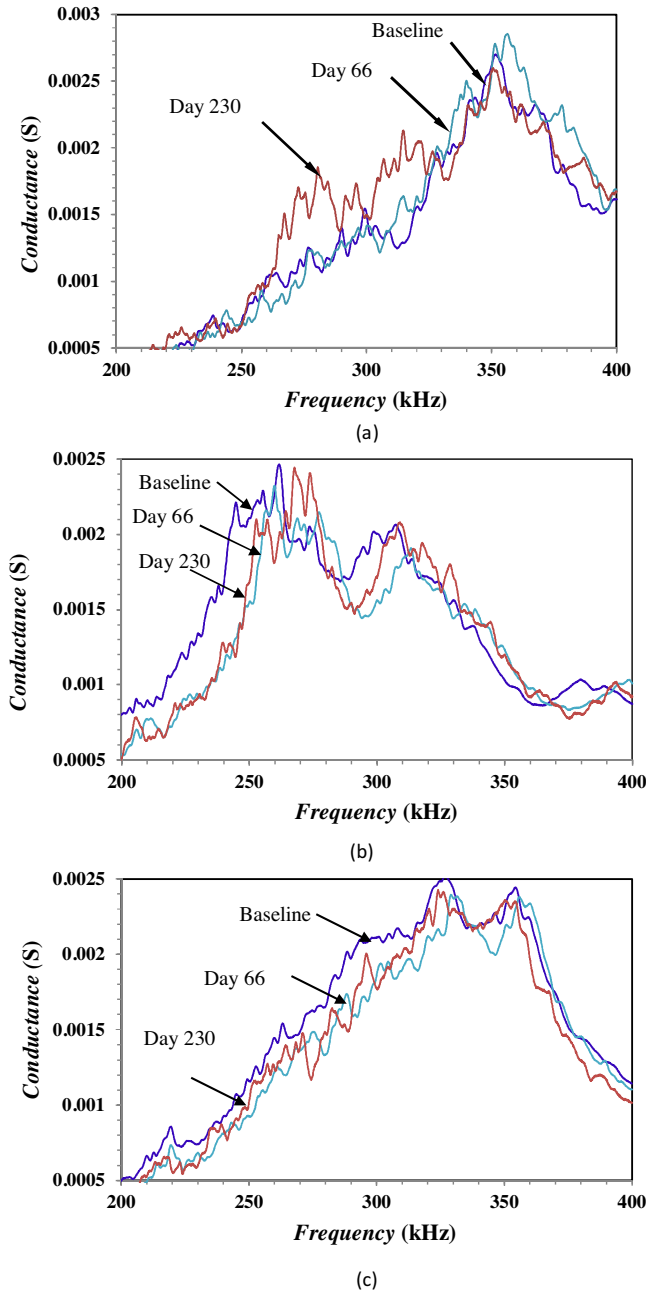 0.003
0.0025
0.002
0.0015
0.001
0.0005
Conductance (S)
Baseline
Day 66
Day 230
200 250 300 350 400
Frequency (kHz)
(a)
0.0025
0.002
0.0015
0.001
0.0005
Conductance (S)
Baseline
Day 66
Day 230
200 250 300 350 400
Frequency (kHz)
(b)
0.0025
0.002
0.0015
0.001
0.0005
Conductance (S)
Baseline
Day 66
Day 230
200 250 300 350 400
Frequency (kHz)
(c)